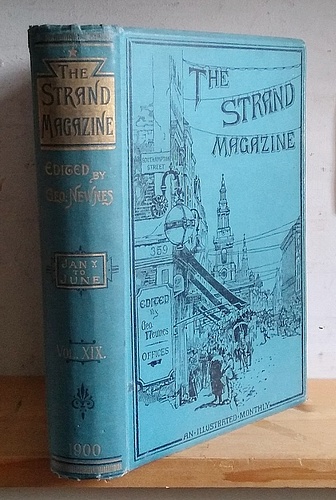 THE
STRAND
MAGAZINE
EDITED BY
GEO: NEWNES
JANY
TO
JUNE
VOL. XIX.
1900
THE
STRAND
MAGAZINE
SOUTHAMPTON
STREET
359
EDITED
By
Geo.
Newnes
OFFICES
AN·ILLUSTRATED·MONTHLY